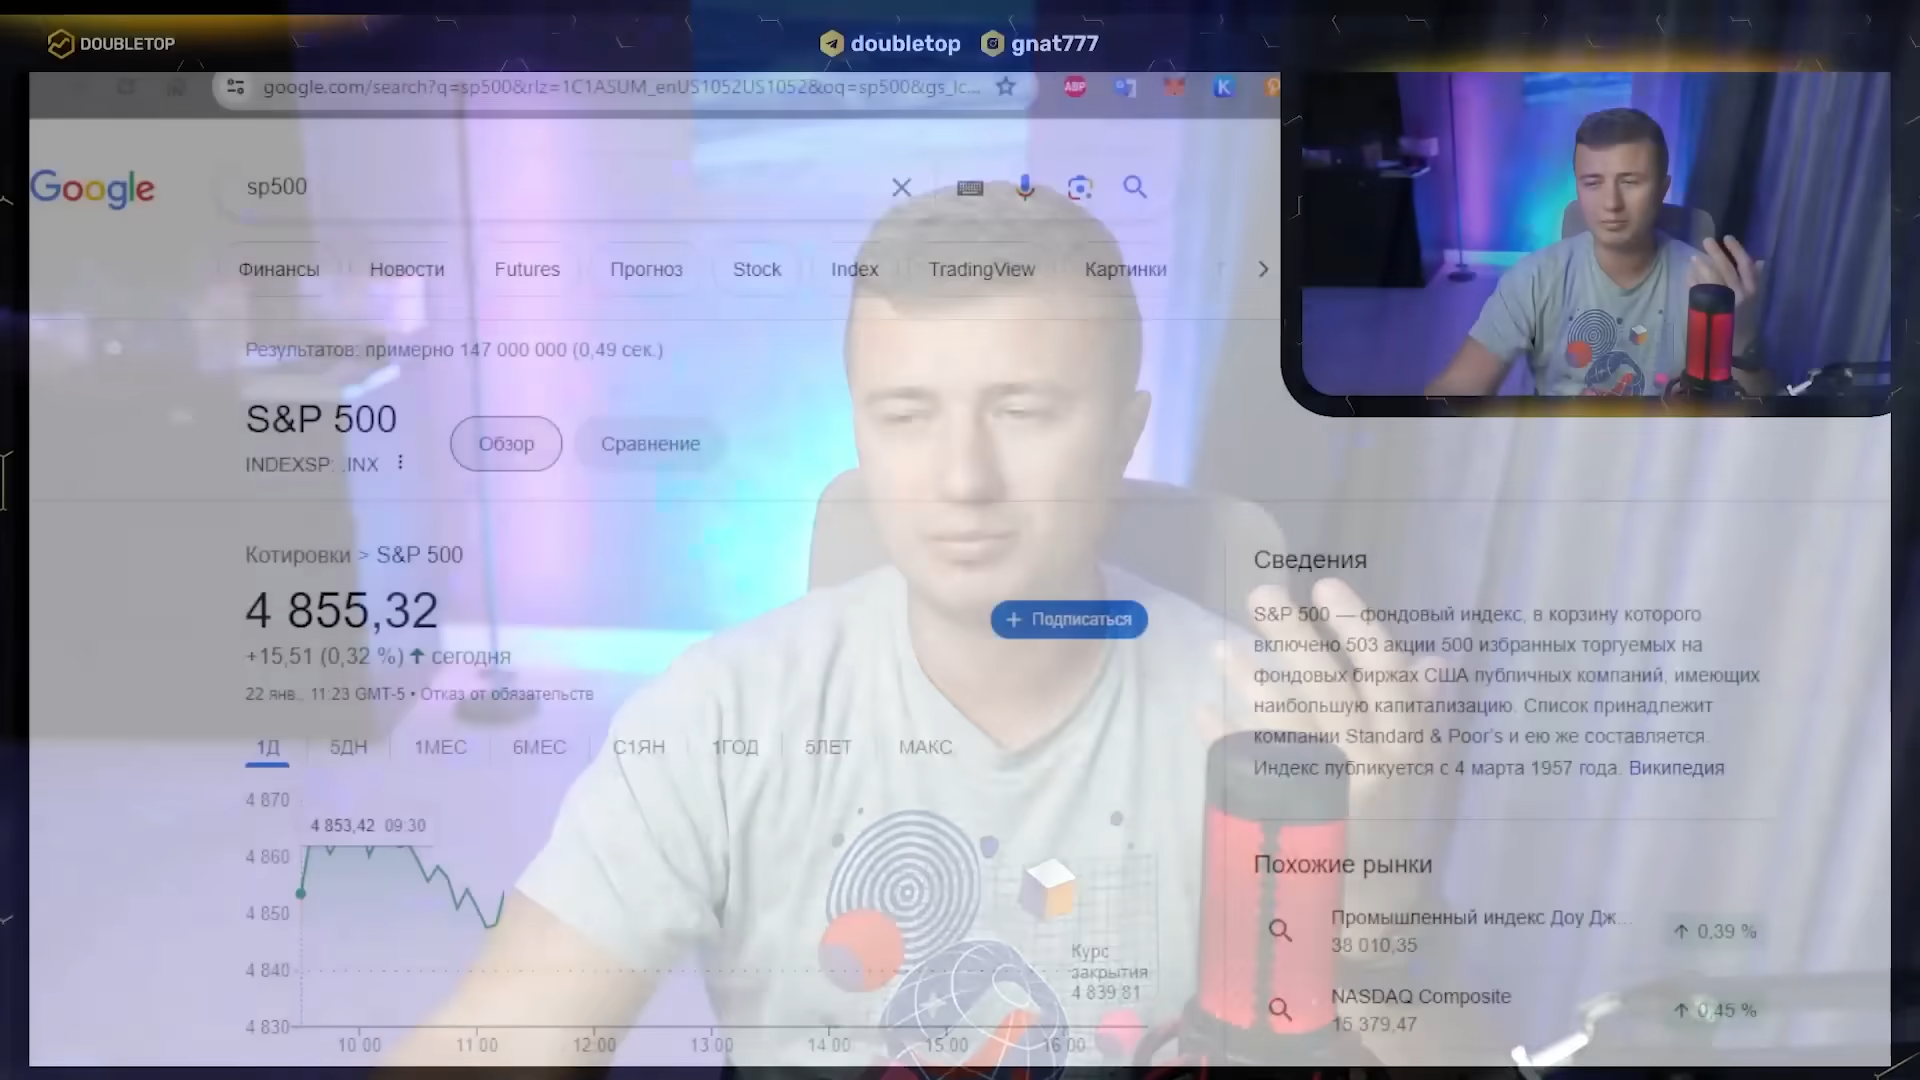 DOUBLETOP
doubletop
gnat777
google.com/search?q=sp500&rlz=1C1ASUM_enUS1052US1052&oq=sp500&gs_lc...
ABP
K
Google
sp500
Финансы
Новости
Futures
Прогноз
Stock
Index
TradingView
Картинки
Результатов: примерно 147 000 000 (0,49 сек.)
S&P 500
INDEXSP: .INX
Обзор
Сравнение
Котировки > S&P 500
4 855,32
+ Подписаться
+15,51 (0,32 %) ↑ сегодня
22 янв., 11:23 GMT-5 • Отказ от обязательств
1Д
5ДН
1МЕС
6МЕС
С1ЯН
1ГОД
5ЛЕТ
МАКС
4 870
4 853,42 09:30
4 860
4 850
4 840
4 830
Курс
закрытия
4 839,81
10:00
11:00
12:00
13:00
14:00
15:00
16:00
Сведения
S&P 500 — фондовый индекс, в корзину которого
включено 503 акции 500 избранных торгуемых на
фондовых биржах США публичных компаний, имеющих
наибольшую капитализацию. Список принадлежит
компании Standard & Poor's и ею же составляется.
Индекс публикуется с 4 марта 1957 года. Википедия
Похожие рынки
Промышленный индекс Доу Дж...
38 010,35
↑ 0,39 %
NASDAQ Composite
15 379,47
↑ 0,45 %